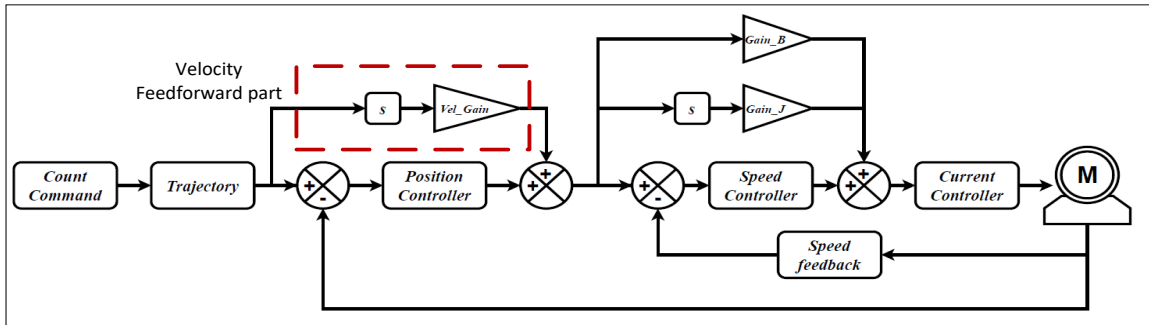 Gain_B
Velocity
Feedforward part
s
Vel_Gain
s
Gain_J
Count
Command
Trajectory
+
-
Position
Controller
+
+
+
-
Speed
Controller
+
+
Current
Controller
M
Speed
feedback